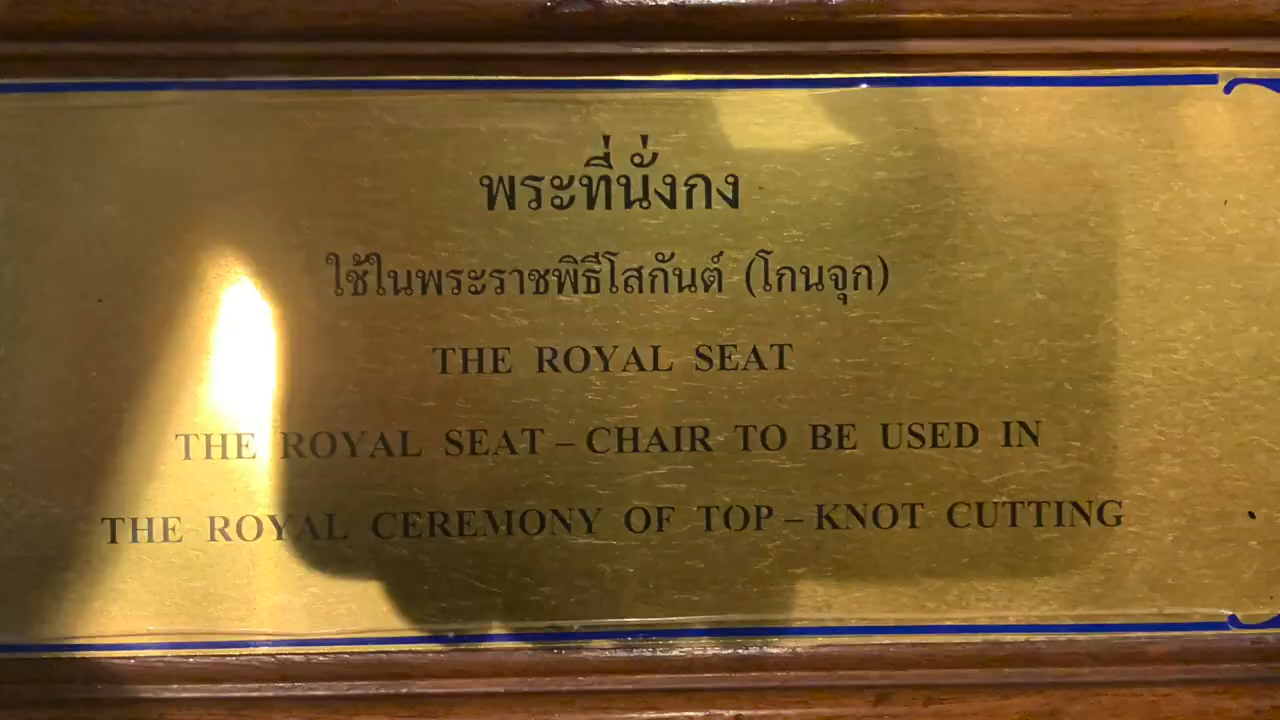 พระที่นั่งกง
ใช้ในพระราชพิธีโสกันต์ (โกนจุก)
THE ROYAL SEAT
THE ROYAL SEAT – CHAIR TO BE USED IN
THE ROYAL CEREMONY OF TOP – KNOT CUTTING